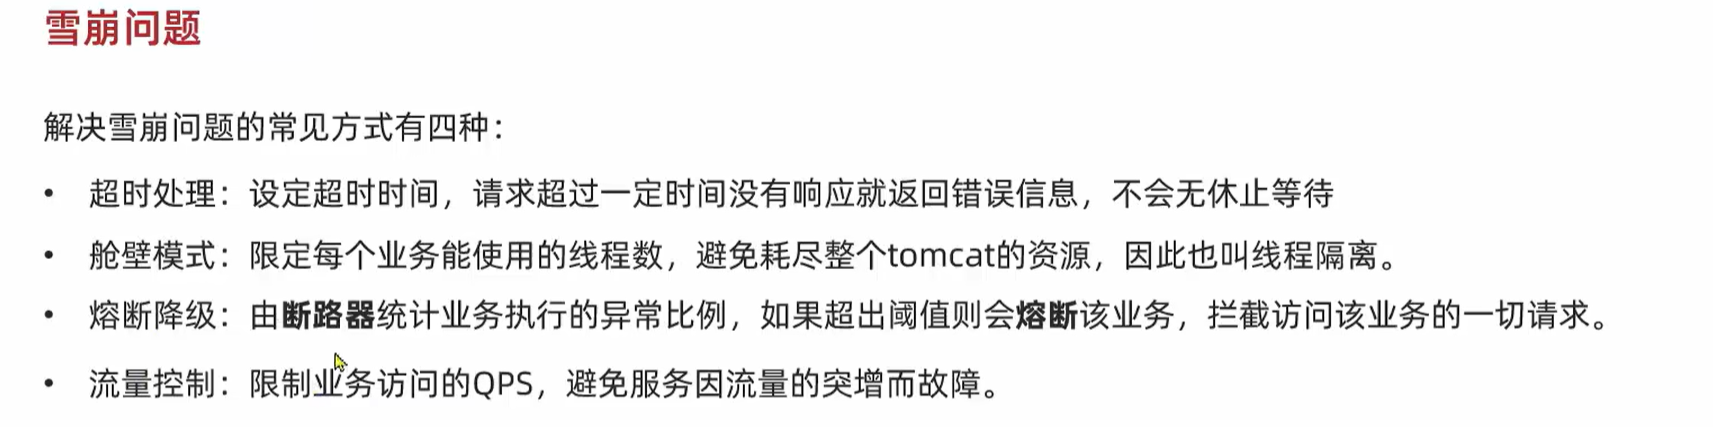 雪崩问题
解决雪崩问题的常见方式有四种：
• 超时处理：设定超时时间，请求超过一定时间没有响应就返回错误信息，不会无休止等待
• 舱壁模式：限定每个业务能使用的线程数，避免耗尽整个tomcat的资源，因此也叫线程隔离。
• 熔断降级：由断路器统计业务执行的异常比例，如果超出阈值则会熔断该业务，拦截访问该业务的一切请求。
• 流量控制：限制业务访问的QPS，避免服务因流量的突增而故障。